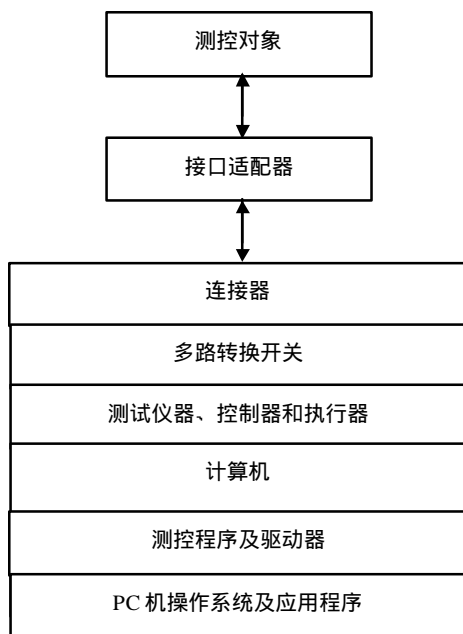 测控对象
接口适配器
连接器
多路转换开关
测试仪器、控制器和执行器
计算机
测控程序及驱动器
PC 机操作系统及应用程序